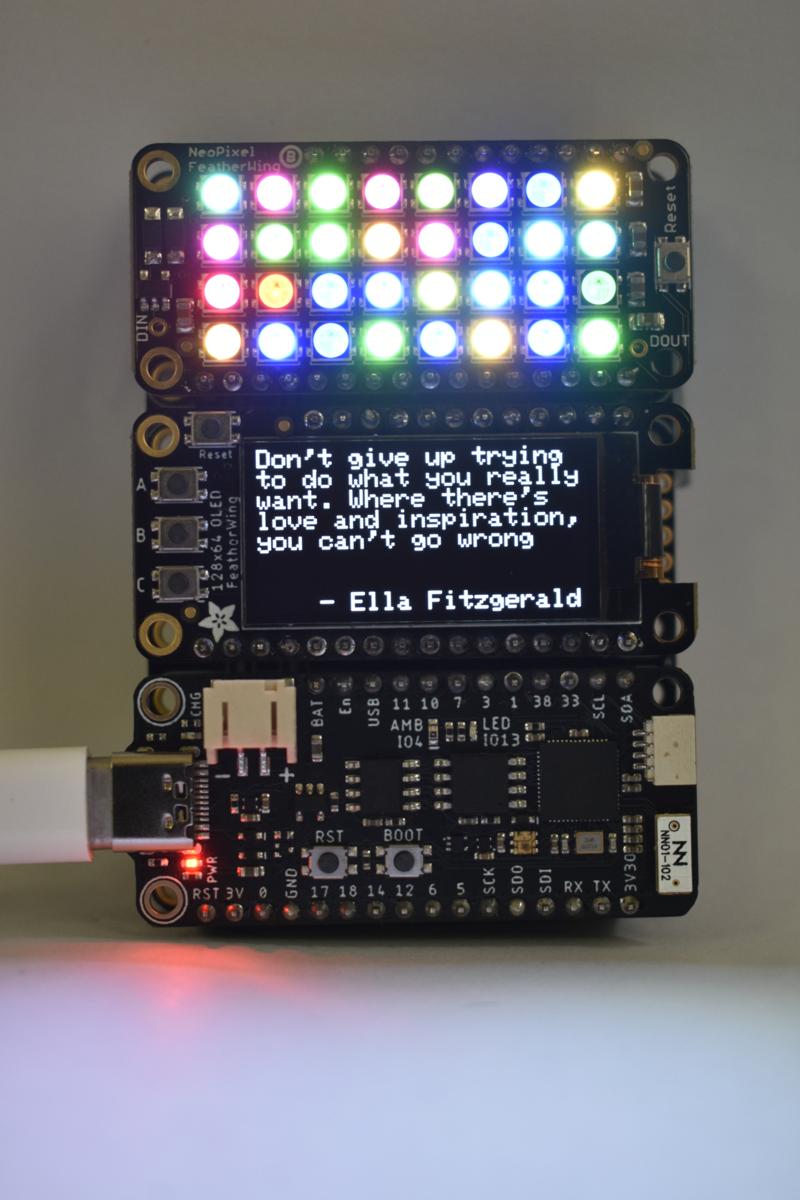 NeoPixel B
FeatherWing
Reset
DIN
DOUT
Reset
A
B
C
128x64 OLED
FeatherWing
Don't give up trying
to do what you really
want. Where there's
love and inspiration,
you can't go wrong
- Ella Fitzgerald
CHG
BAT En USB 11 10 7 3 1 38 33 SCL SDA
AMB
IO4
LED
IO13
- +
RST BOOT
PWR
NN
NN01-102
RST 3V 0 GND 17 18 14 12 6 5 SCK SDO SDI RX TX 3V3O